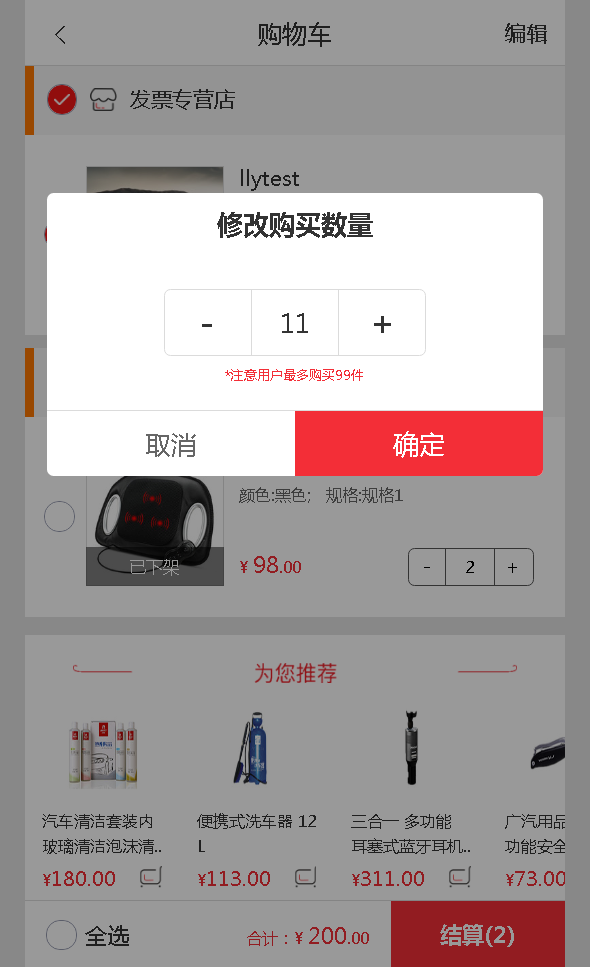 购物车
编辑
发票专营店
llytest
修改购买数量
- 11 +
*注意用户最多购买99件
取消
确定
颜色:黑色; 规格:规格1
已下架
¥ 98.00
- 2 +
为您推荐
汽车清洁套装内
玻璃清洁泡沫清..
¥180.00
便携式洗车器 12
L
¥113.00
三合一 多功能
耳塞式蓝牙耳机..
¥311.00
广汽用品
功能安全
¥73.00
全选
合计：¥ 200.00
结算(2)